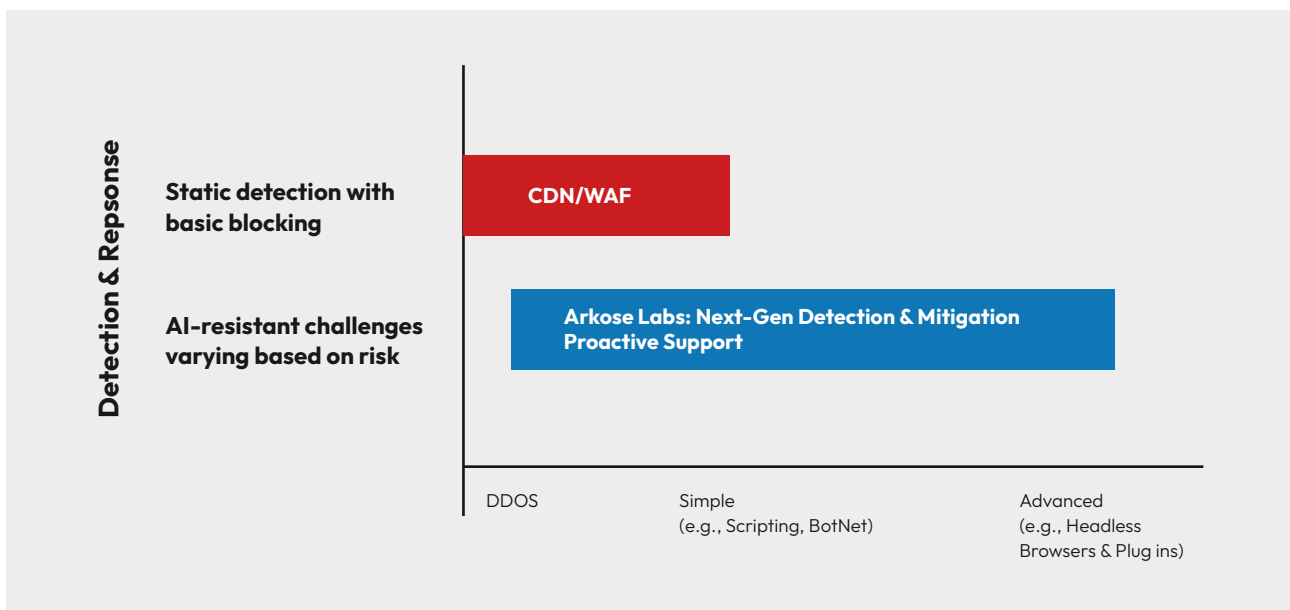 Detection & Repsonse
Static detection with
basic blocking
CDN/WAF
AI-resistant challenges
varying based on risk
Arkose Labs: Next-Gen Detection & Mitigation
Proactive Support
DDOS
Simple
(e.g., Scripting, BotNet)
Advanced
(e.g., Headless
Browsers & Plug ins)